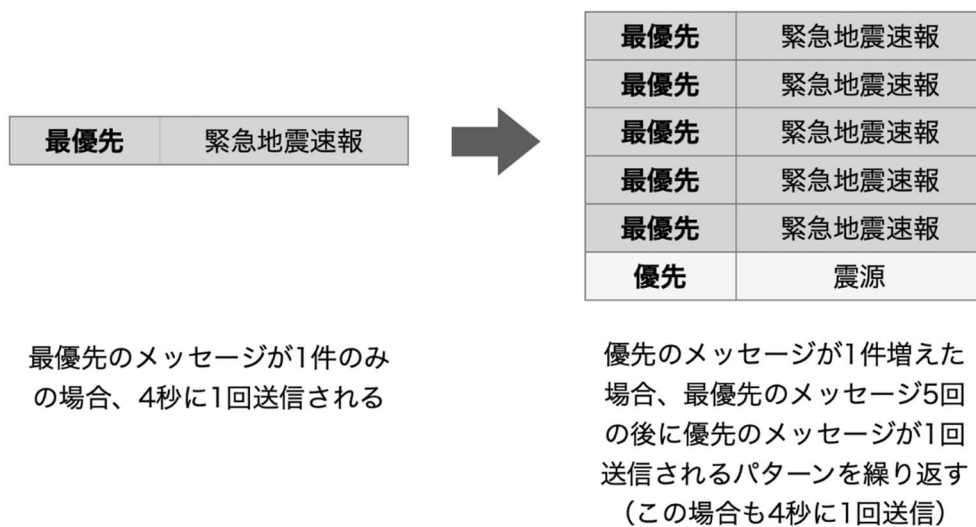 最優先 緊急地震速報
最優先のメッセージが1件のみ
の場合、4秒に1回送信される
最優先 緊急地震速報
最優先 緊急地震速報
最優先 緊急地震速報
最優先 緊急地震速報
最優先 緊急地震速報
優先 震源
優先のメッセージが1件増えた
場合、最優先のメッセージ5回
の後に優先のメッセージが1回
送信されるパターンを繰り返す
（この場合も4秒に1回送信）